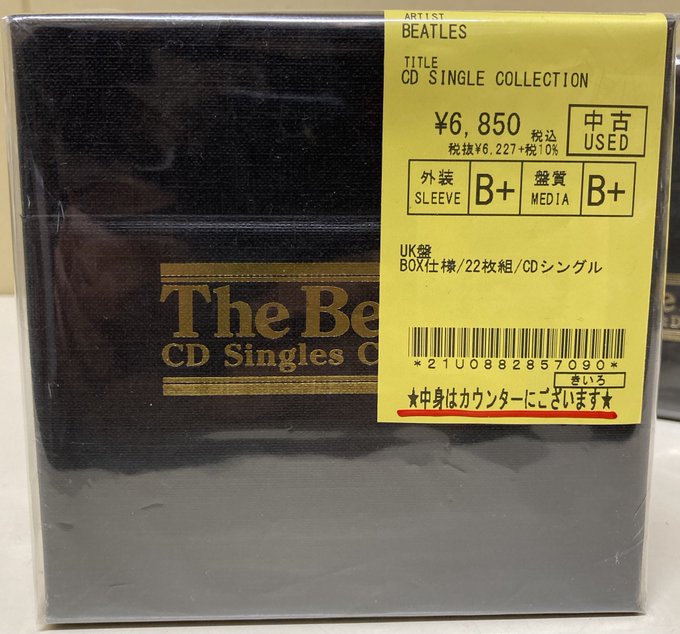 ARTIST
BEATLES
TITLE
CD SINGLE COLLECTION
¥6,850 税込
税抜¥6,227+税10%
中古
USED
外装
SLEEVE
B+
盤質
MEDIA
B+
UK盤
BOX仕様/22枚組/CDシングル
*21U0882857090*
きいろ
★中身はカウンターにございます★
The Be
CD Singles C